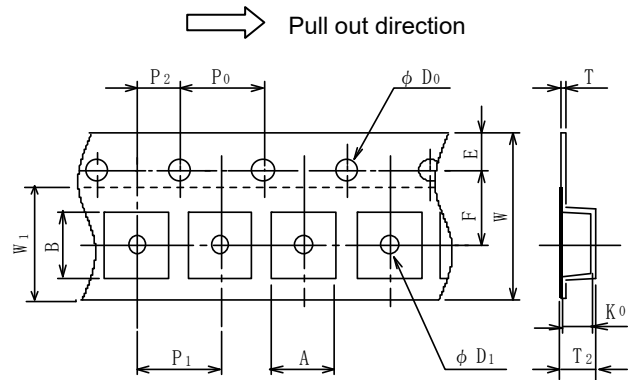 Pull out direction
P2
P0
φ D0
T
E
F
W
W1
B
K0
P1
A
φ D1
T2